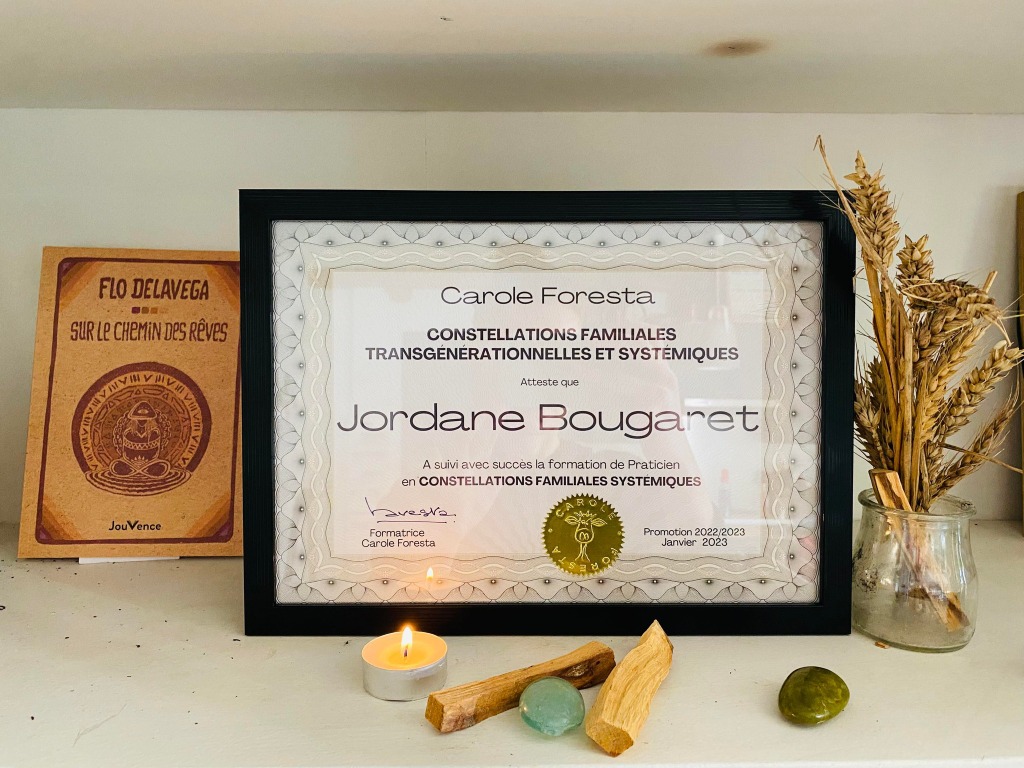 FLO DELAVEGA
SUR LE CHEMIN DES RÊVES
JOUVENCE
Carole Foresta
CONSTELLATIONS FAMILIALES
TRANSGÉNÉRATIONNELLES ET SYSTÉMIQUES
Atteste que
Jordane Bougaret
A suivi avec succès la formation de Praticien
en CONSTELLATIONS FAMILIALES SYSTÉMIQUES
Foresta
Formatrice
Carole Foresta
CAROLE FORESTA
Promotion 2022/2023
Janvier 2023